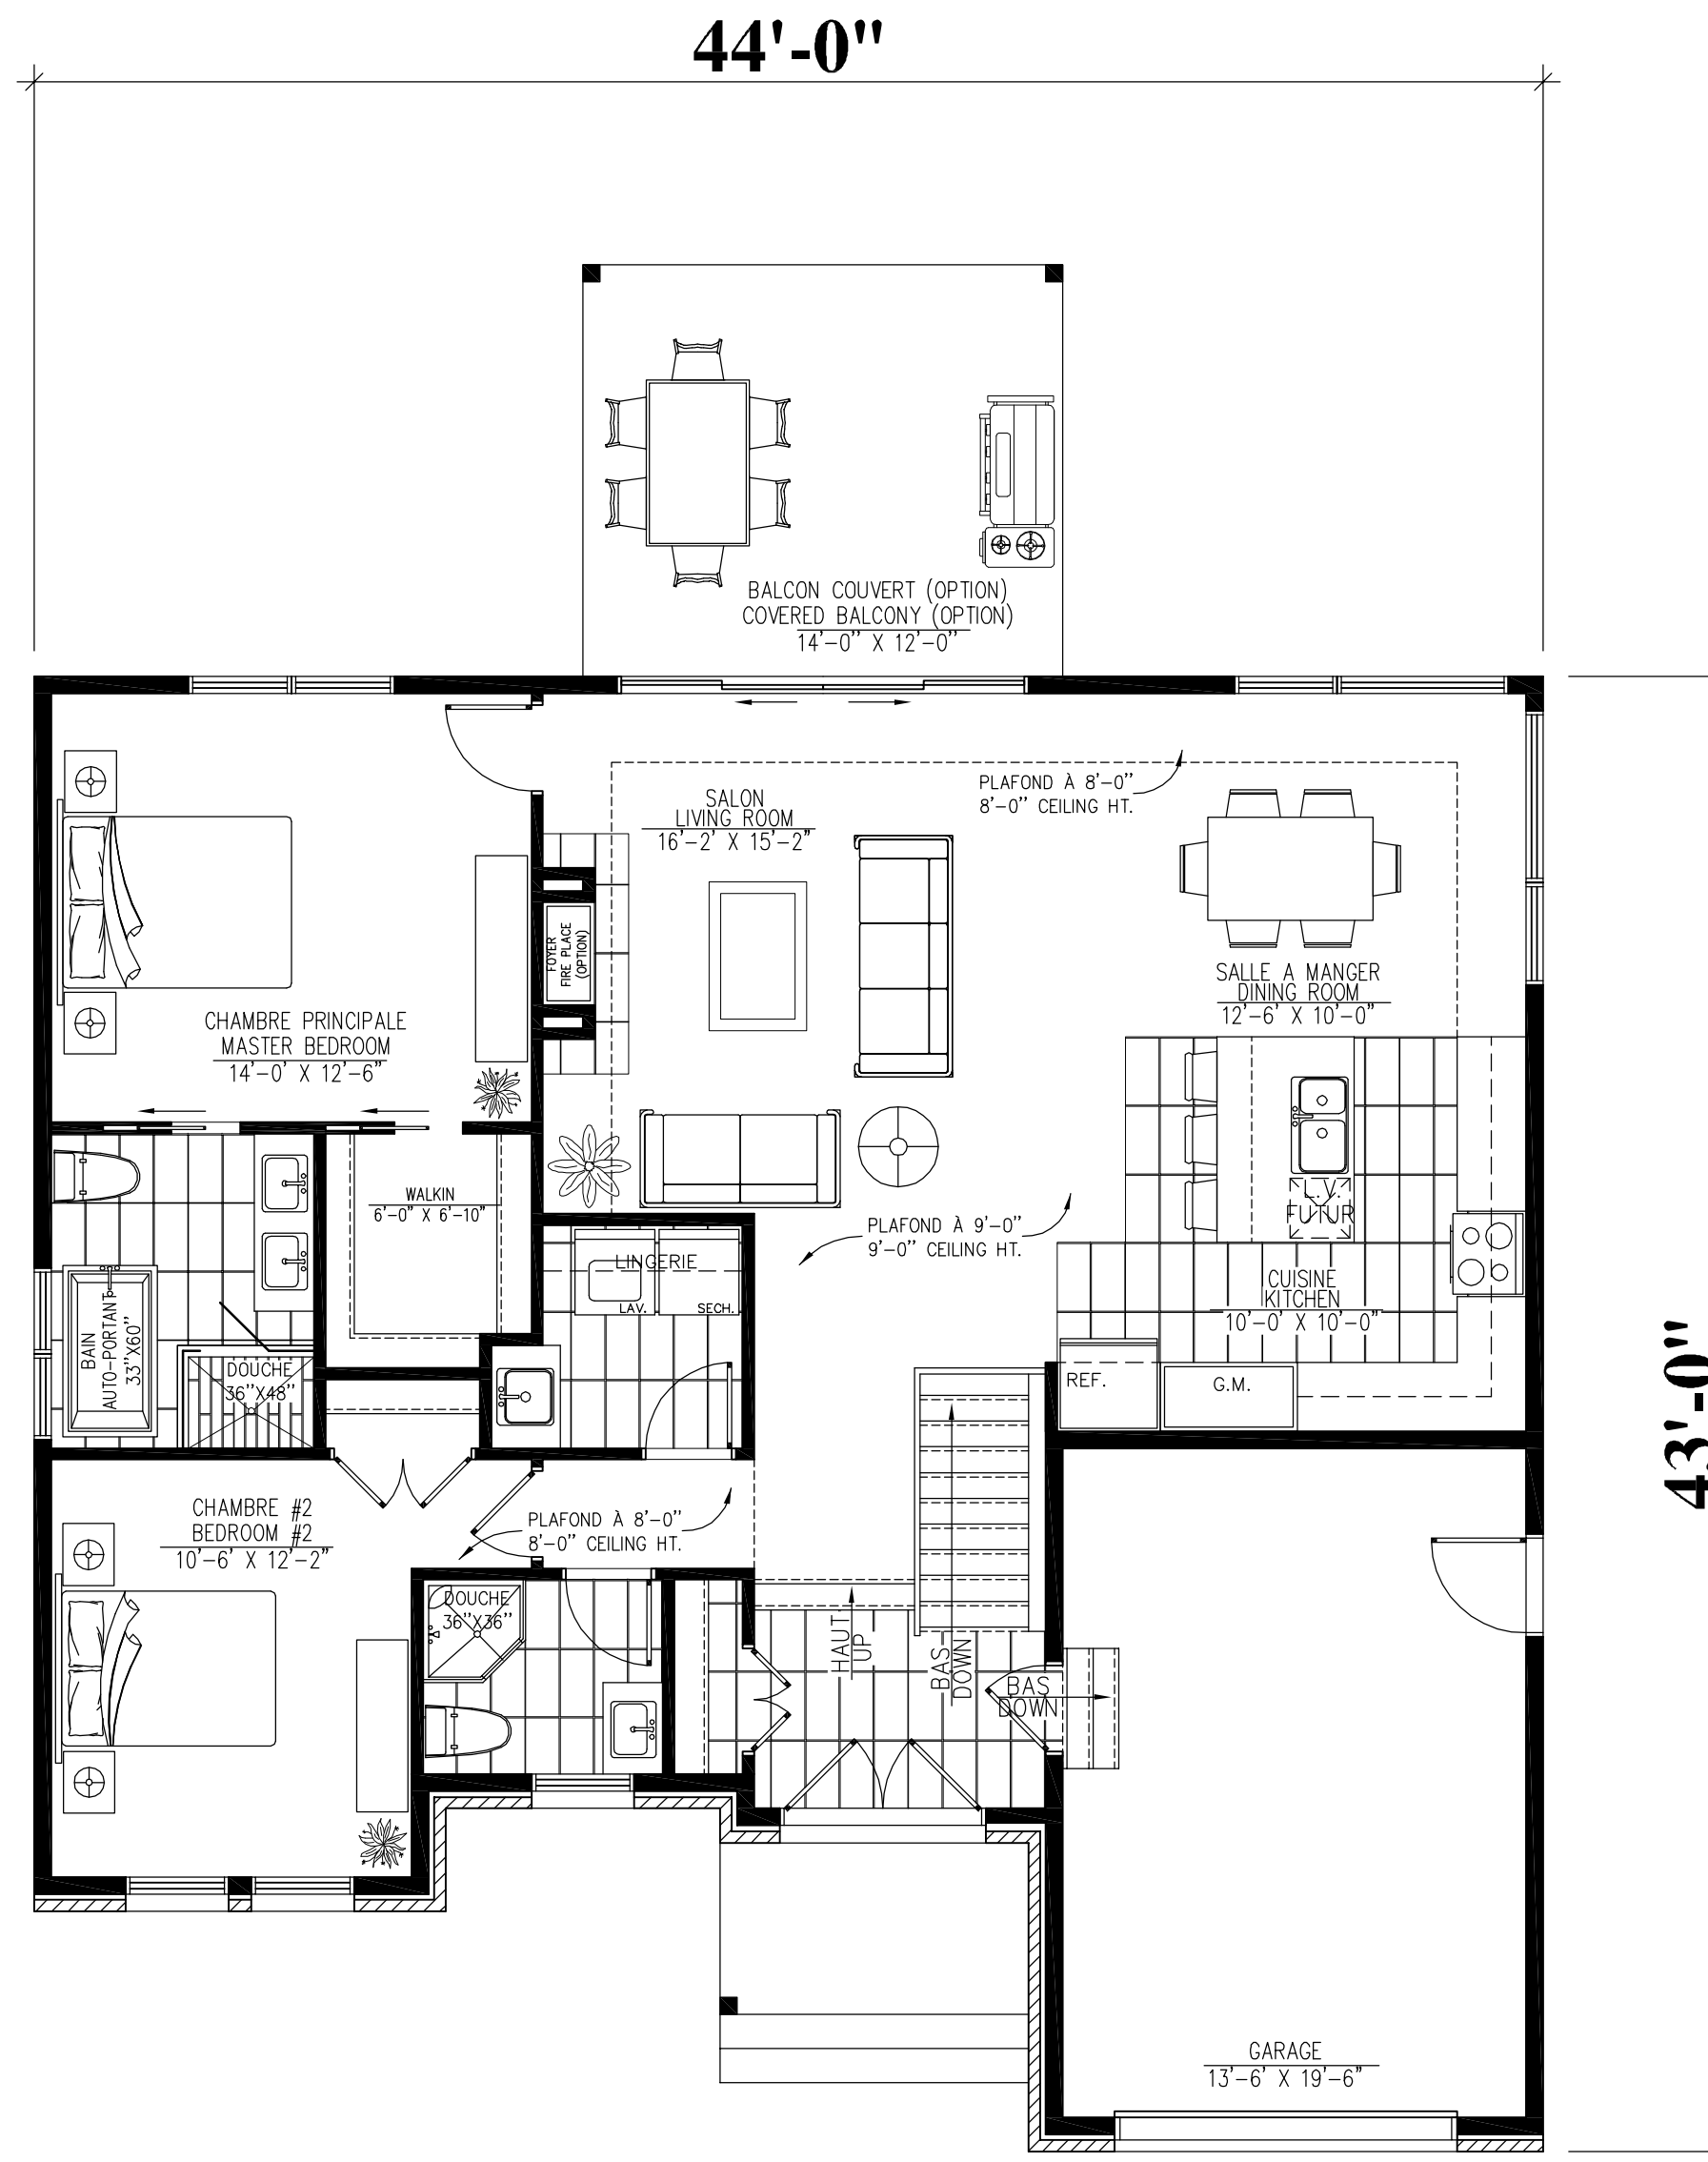 44'-0"
BALCON COUVERT (OPTION)
COVERED BALCONY (OPTION)
14'-0" X 12'-0"
PLAFOND À 8'-0"
8'-0" CEILING HT.
SALON
LIVING ROOM
16'-2' X 15'-2"
FOYER
FIRE PLACE
(OPTION)
SALLE A MANGER
DINING ROOM
12'-6' X 10'-0"
CHAMBRE PRINCIPALE
MASTER BEDROOM
14'-0' X 12'-6"
WALKIN
6'-0" X 6'-10"
L.V.
FUTUR
PLAFOND À 9'-0"
9'-0" CEILING HT.
LINGERIE
LAV.
SECH.
CUISINE
KITCHEN
10'-0' X 10'-0"
BAIN
AUTO-PORTANT
33"X60"
DOUCHE
36"X48"
REF.
G.M.
43'-0"
CHAMBRE #2
BEDROOM #2
10'-6' X 12'-2"
PLAFOND À 8'-0"
8'-0" CEILING HT.
DOUCHE
36"X36"
HAUT
UP
BAS
DOWN
BAS
DOWN
GARAGE
13'-6' X 19'-6"